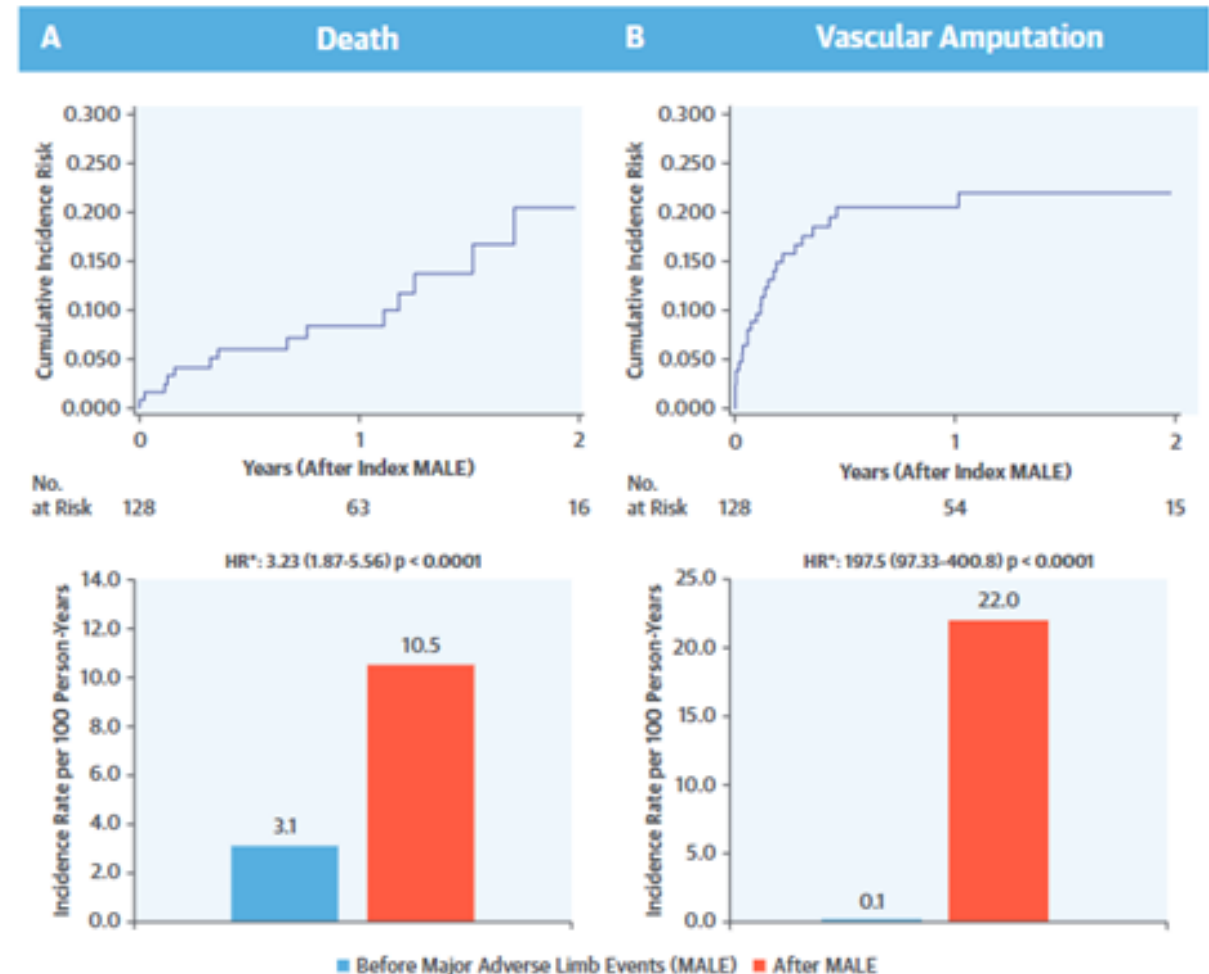 A Death B Vascular Amputation
0.300
0.250
0.200
0.150
0.100
0.050
0.000
Cumulative Incidence Risk
0 1 2
Years (After Index MALE)
No.
at Risk 128 63 16
0.300
0.250
0.200
0.150
0.100
0.050
0.000
Cumulative Incidence Risk
0 1 2
Years (After Index MALE)
No.
at Risk 128 54 15
HR*: 3.23 (1.87-5.56) p < 0.0001
14.0
12.0
10.0
8.0
6.0
4.0
2.0
0.0
Incidence Rate per 100 Person-Years
3.1
10.5
HR*: 197.5 (97.33-400.8) p < 0.0001
25.0
20.0
15.0
10.0
5.0
0.0
Incidence Rate per 100 Person-Years
0.1
22.0
Before Major Adverse Limb Events (MALE) After MALE